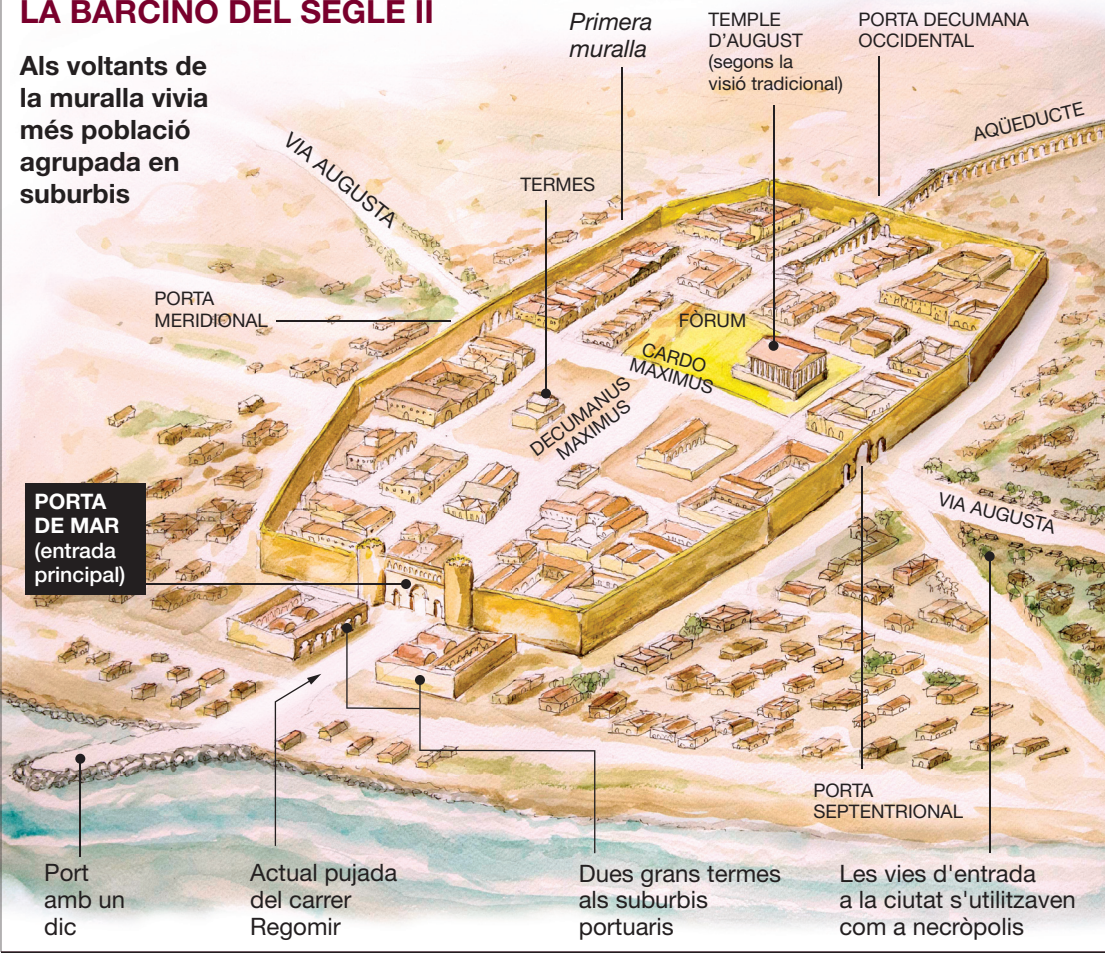 LA BARCINO DEL SEGLE II
Als voltants de
la muralla vivia
més població
agrupada en
suburbis
Primera
muralla
TEMPLE
D'AUGUST
(segons la
visió tradicional)
PORTA DECUMANA
OCCIDENTAL
AQÜEDUCTE
VIA AUGUSTA
TERMES
PORTA
MERIDIONAL
FÒRUM
CARDO
MAXIMUS
DECUMANUS
MAXIMUS
PORTA
DE MAR
(entrada
principal)
VIA AUGUSTA
PORTA
SEPTENTRIONAL
Port
amb un
dic
Actual pujada
del carrer
Regomir
Dues grans termes
als suburbis
portuaris
Les vies d'entrada
a la ciutat s'utilitzaven
com a necròpolis